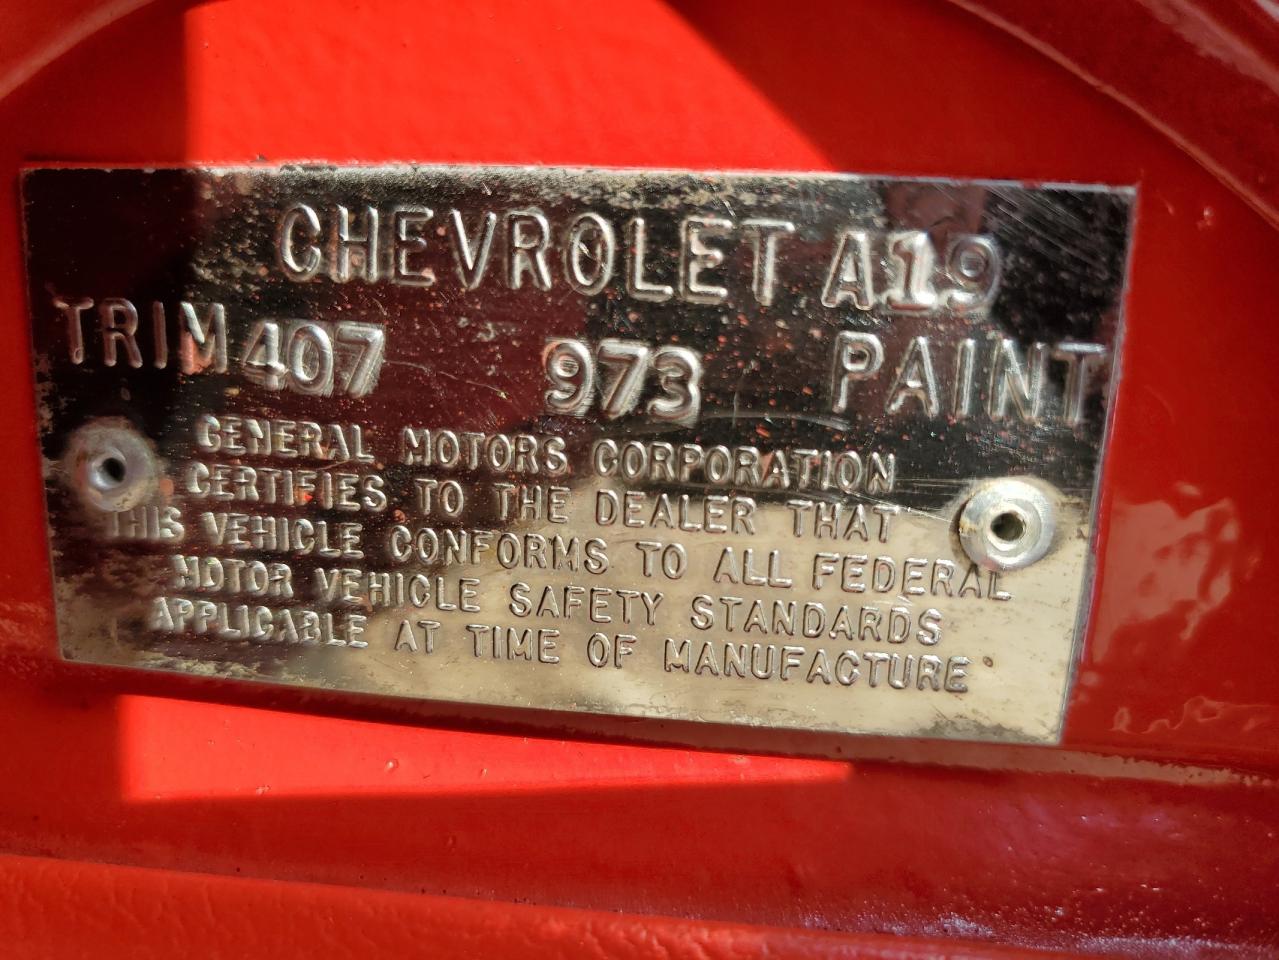 CHEVROLET A19
TRIM 407 973 PAINT
GENERAL MOTORS CORPORATION
CERTIFIES TO THE DEALER THAT
THIS VEHICLE CONFORMS TO ALL FEDERAL
MOTOR VEHICLE SAFETY STANDARDS
APPLICABLE AT TIME OF MANUFACTURE